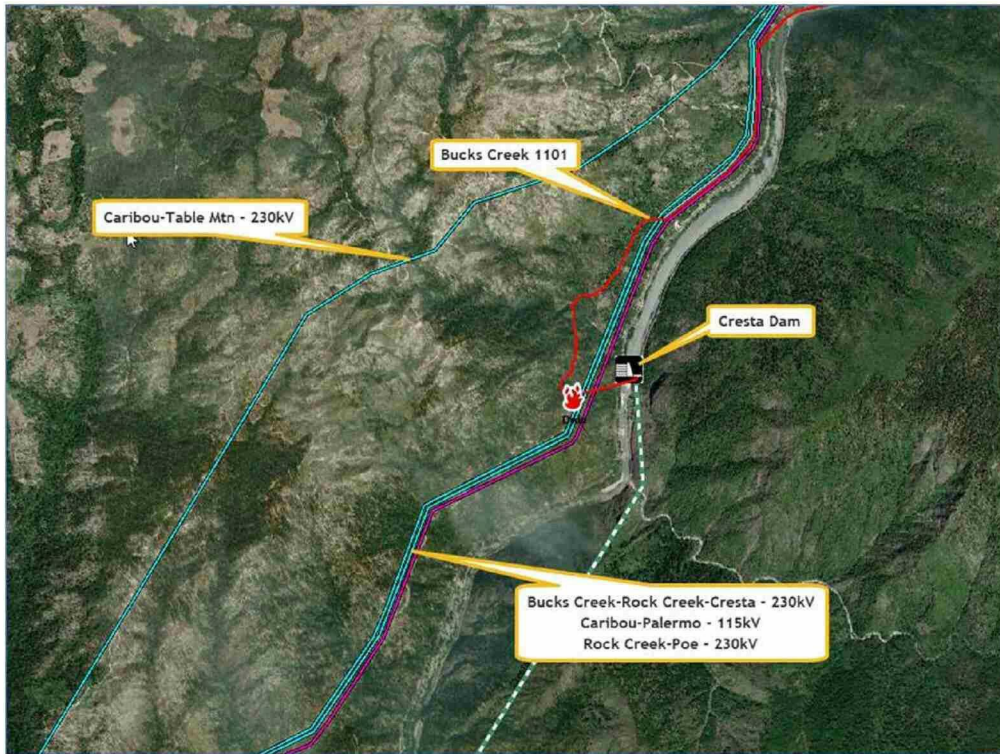 Bucks Creek 1101
Caribou-Table Mtn - 230kV
Cresta Dam
Bucks Creek-Rock Creek-Cresta - 230kV
Caribou-Palermo - 115kV
Rock Creek-Poe - 230kV